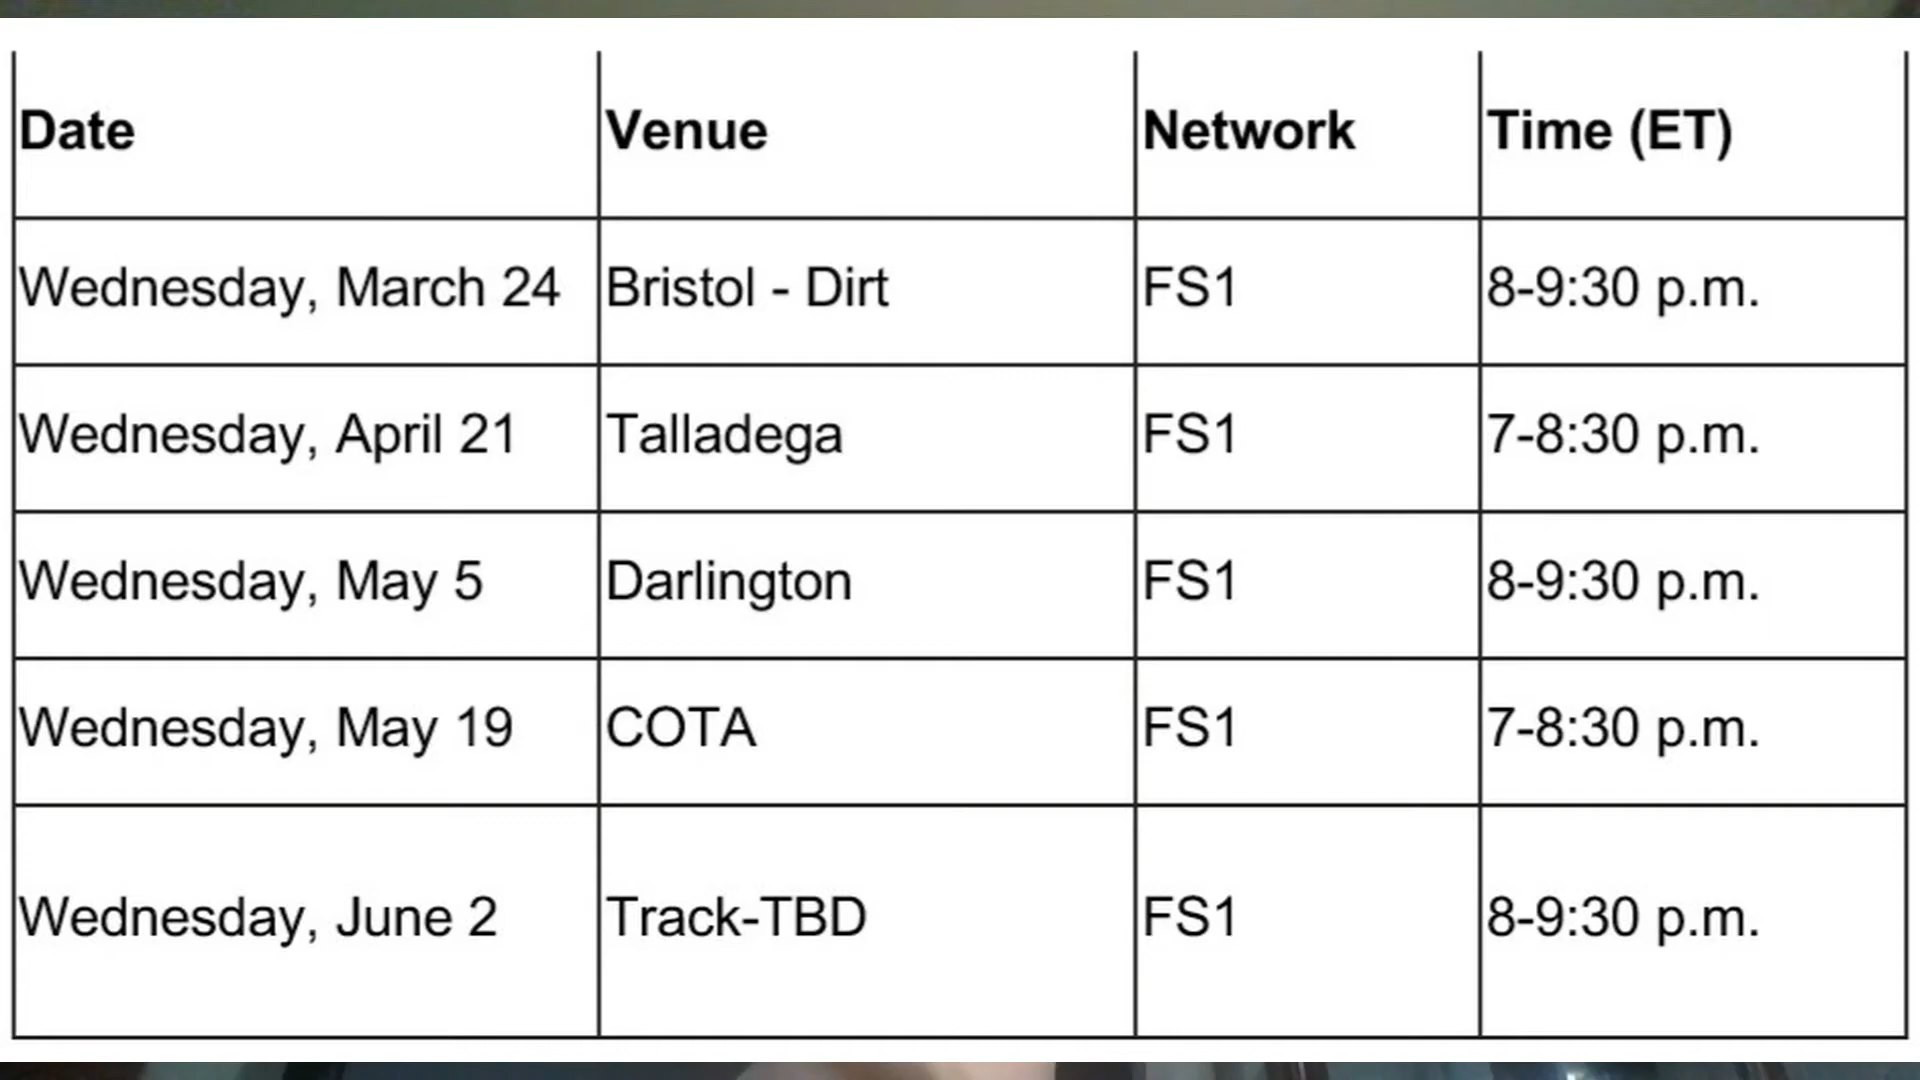 Date Venue Network Time (ET)
Wednesday, March 24 Bristol - Dirt FS1 8-9:30 p.m.
Wednesday, April 21 Talladega FS1 7-8:30 p.m.
Wednesday, May 5 Darlington FS1 8-9:30 p.m.
Wednesday, May 19 COTA FS1 7-8:30 p.m.
Wednesday, June 2 Track-TBD FS1 8-9:30 p.m.